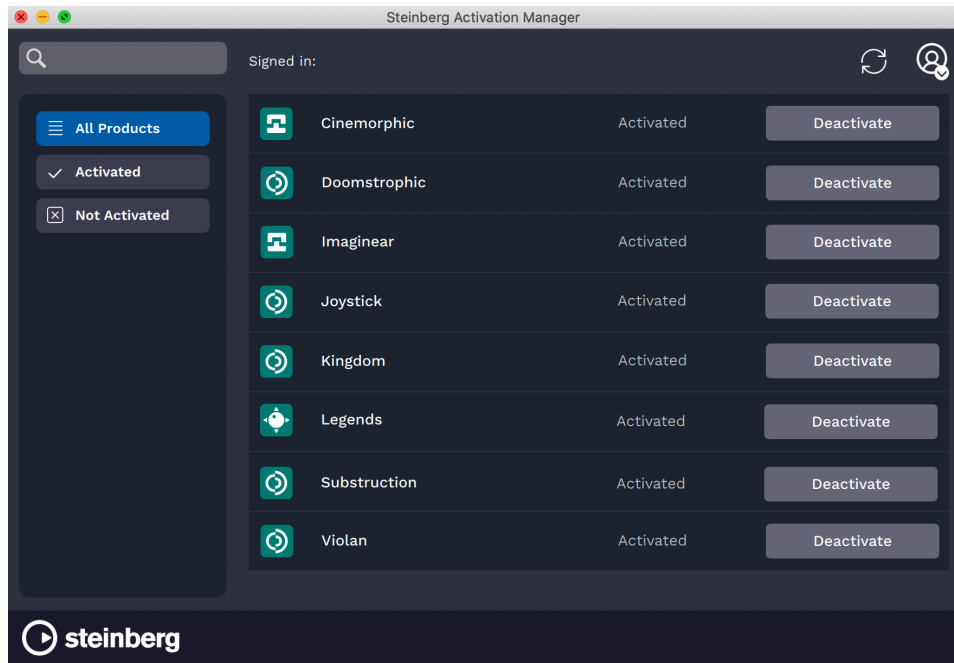 Steinberg Activation Manager
Signed in:
All Products
Activated
Not Activated
Cinemorphic Activated Deactivate
Doomstrophic Activated Deactivate
Imaginear Activated Deactivate
Joystick Activated Deactivate
Kingdom Activated Deactivate
Legends Activated Deactivate
Substruction Activated Deactivate
Violan Activated Deactivate
steinberg